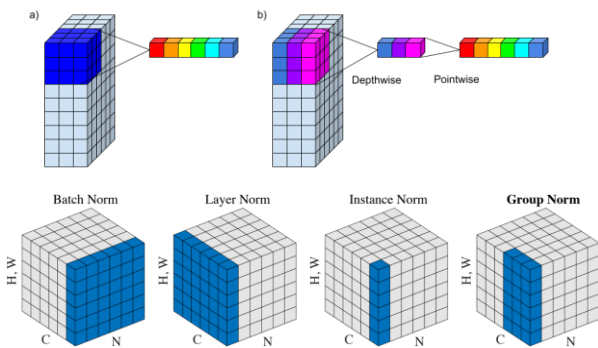 a)
b)
Depthwise
Pointwise
Batch Norm
Layer Norm
Instance Norm
Group Norm
H, W
C
N
H, W
C
N
H, W
C
N
H, W
C
N